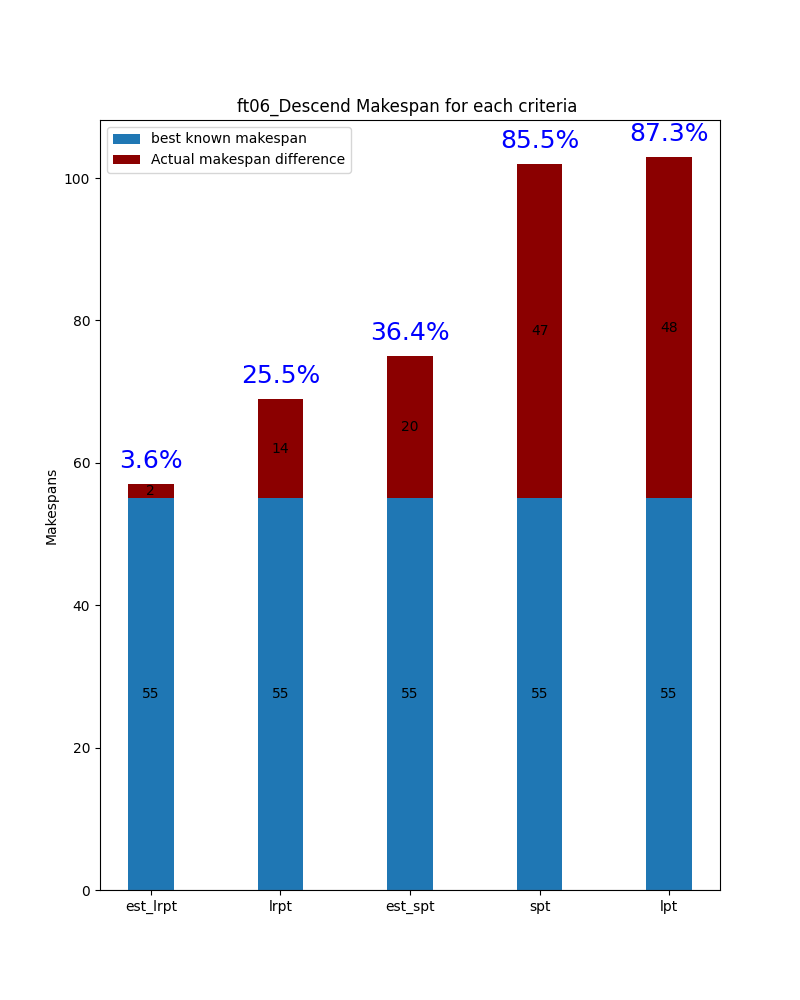 ft06_Descend Makespan for each criteria
best known makespan
Actual makespan difference
3.6%
25.5%
36.4%
85.5%
87.3%
2
14
20
47
48
55
55
55
55
55
Makespans
100
80
60
40
20
0
est_lrpt
lrpt
est_spt
spt
lpt